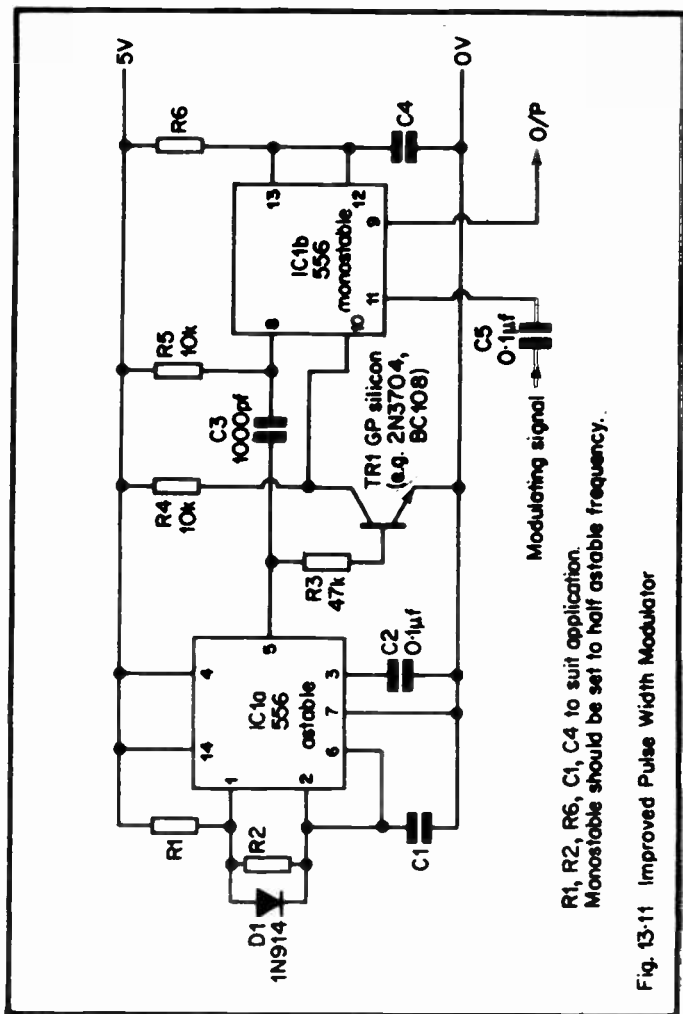 5V
R1
R4
10k
R5
10k
R6
D1
1N914
R2
1
14
4
2
6
7
3
5
IC1a
556
astable
C3
1000pf
8
13
IC1b
556
monostable
10
11
9
12
R3
47k
C1
C2
0·1µf
TR1 GP silicon
(e.g. 2N3704,
BC108)
C4
0V
C5
0·1µf
Modulating signal
O/P
R1, R2, R6, C1, C4 to suit application.
Monostable should be set to half astable frequency.
Fig. 13·11 Improved Pulse Width Modulator